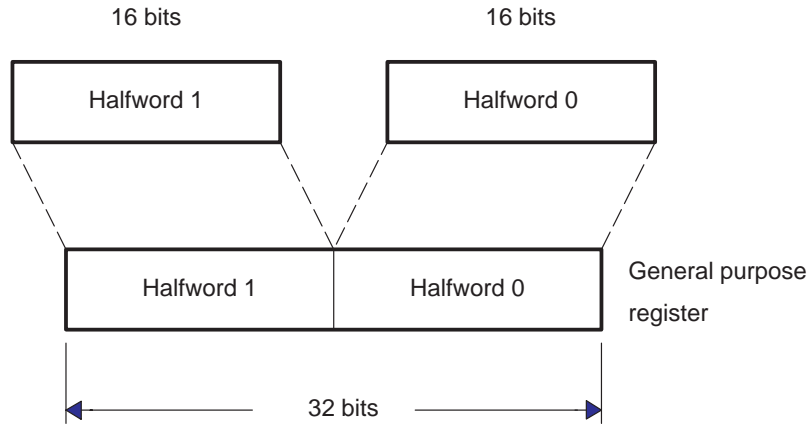 16 bits
16 bits
Halfword 1
Halfword 0
Halfword 1
Halfword 0
General purpose
register
32 bits